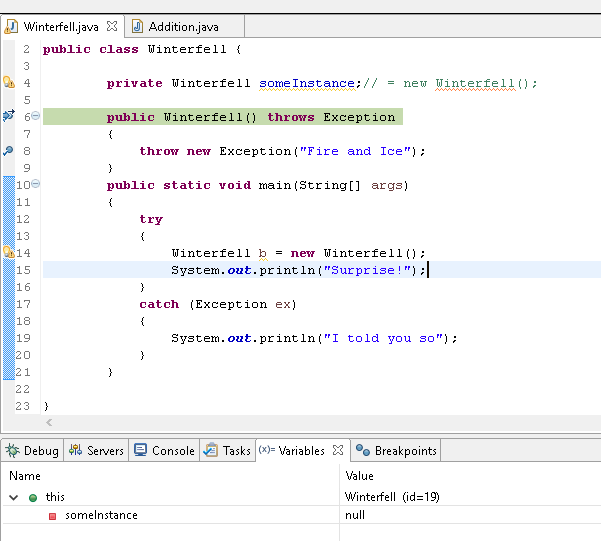 Winterfell.java Addition.java
2 public class Winterfell {
3
4 private Winterfell someInstance;// = new Winterfell();
5
6 public Winterfell() throws Exception
7 {
8 throw new Exception("Fire and Ice");
9 }
10 public static void main(String[] args)
11 {
12 try
13 {
14 Winterfell b = new Winterfell();
15 System.out.println("Surprise!");
16 }
17 catch (Exception ex)
18 {
19 System.out.println("I told you so");
20 }
21 }
22
23 }
Debug Servers Console Tasks (x)= Variables Breakpoints
Name Value
this Winterfell (id=19)
someInstance null